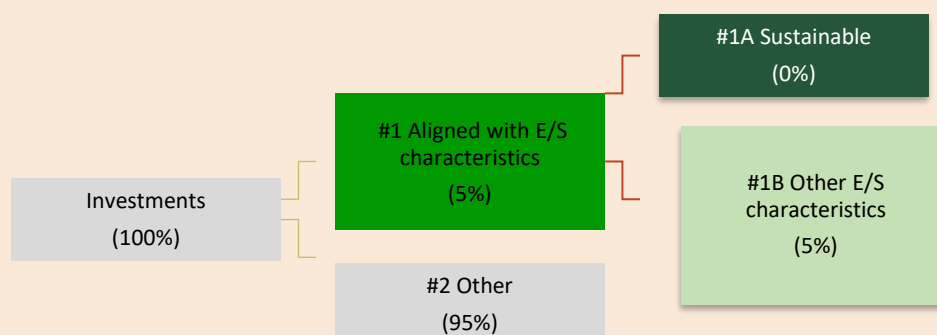 #1A Sustainable
(0%)
#1 Aligned with E/S
characteristics
(5%)
#1B Other E/S
characteristics
(5%)
Investments
(100%)
#2 Other
(95%)